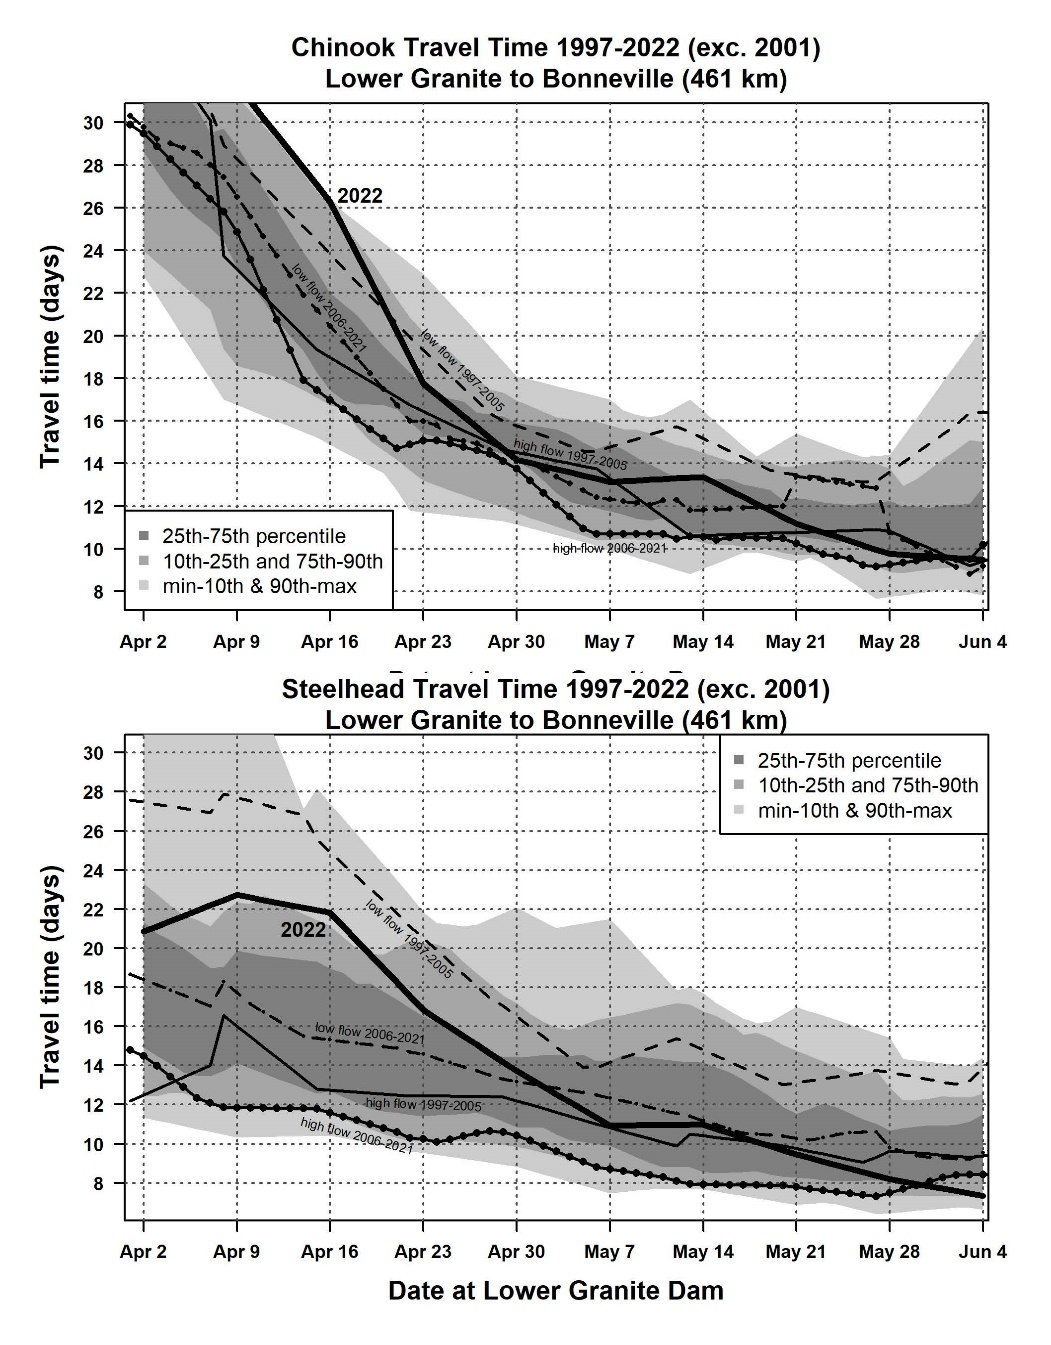 Chinook Travel Time 1997-2022 (exc. 2001)
Lower Granite to Bonneville (461 km)
Travel time (days)
30
28
26
24
22
20
18
16
14
12
10
8
2022
low flow 2006-2021
low flow 1997-2005
high flow 1997-2005
high flow 2006-2021
25th-75th percentile
10th-25th and 75th-90th
min-10th & 90th-max
Apr 2 Apr 9 Apr 16 Apr 23 Apr 30 May 7 May 14 May 21 May 28 Jun 4
Steelhead Travel Time 1997-2022 (exc. 2001)
Lower Granite to Bonneville (461 km)
Travel time (days)
30
28
26
24
22
20
18
16
14
12
10
8
25th-75th percentile
10th-25th and 75th-90th
min-10th & 90th-max
2022
low flow 1997-2005
low flow 2006-2021
high flow 1997-2005
high flow 2006-2021
Apr 2 Apr 9 Apr 16 Apr 23 Apr 30 May 7 May 14 May 21 May 28 Jun 4
Date at Lower Granite Dam